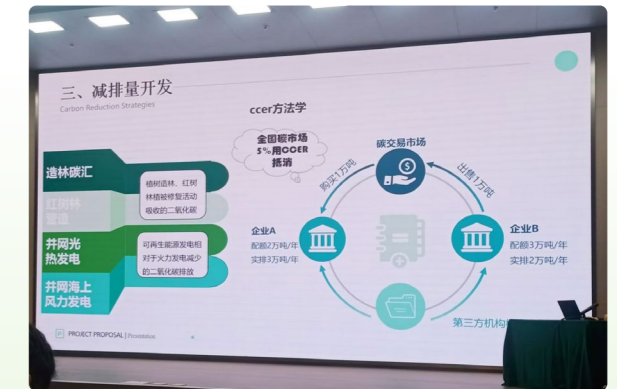 三、减排量开发
Carbon Reduction Strategies
ccer方法学
全国碳市场
5%用CCER
抵消
碳交易市场
购买1万吨
出售1万吨
造林碳汇
红树林
营造
植树造林、红树
林植被修复活动
吸收的二氧化碳
并网光
热发电
可再生能源发电相
对于火力发电减少
的二氧化碳排放
并网海上
风力发电
企业A
配额2万吨/年
实排3万吨/年
企业B
配额3万吨/年
实排2万吨/年
第三方机构
PROJECT PROPOSAL | Presentation